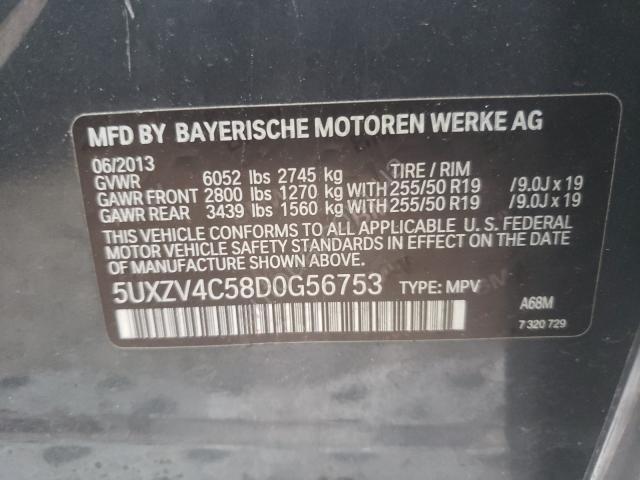 MFD BY BAYERISCHE MOTOREN WERKE AG
06/2013
GVWR 6052 lbs 2745 kg TIRE / RIM
GAWR FRONT 2800 lbs 1270 kg WITH 255/50 R19 /9.0J x 19
GAWR REAR 3439 lbs 1560 kg WITH 255/50 R19 /9.0J x 19
THIS VEHICLE CONFORMS TO ALL APPLICABLE U. S. FEDERAL
MOTOR VEHICLE SAFETY STANDARDS IN EFFECT ON THE DATE
OF MANUFACTURE SHOWN ABOVE.
5UXZV4C58D0G56753 TYPE: MPV
A68M
7 320 729